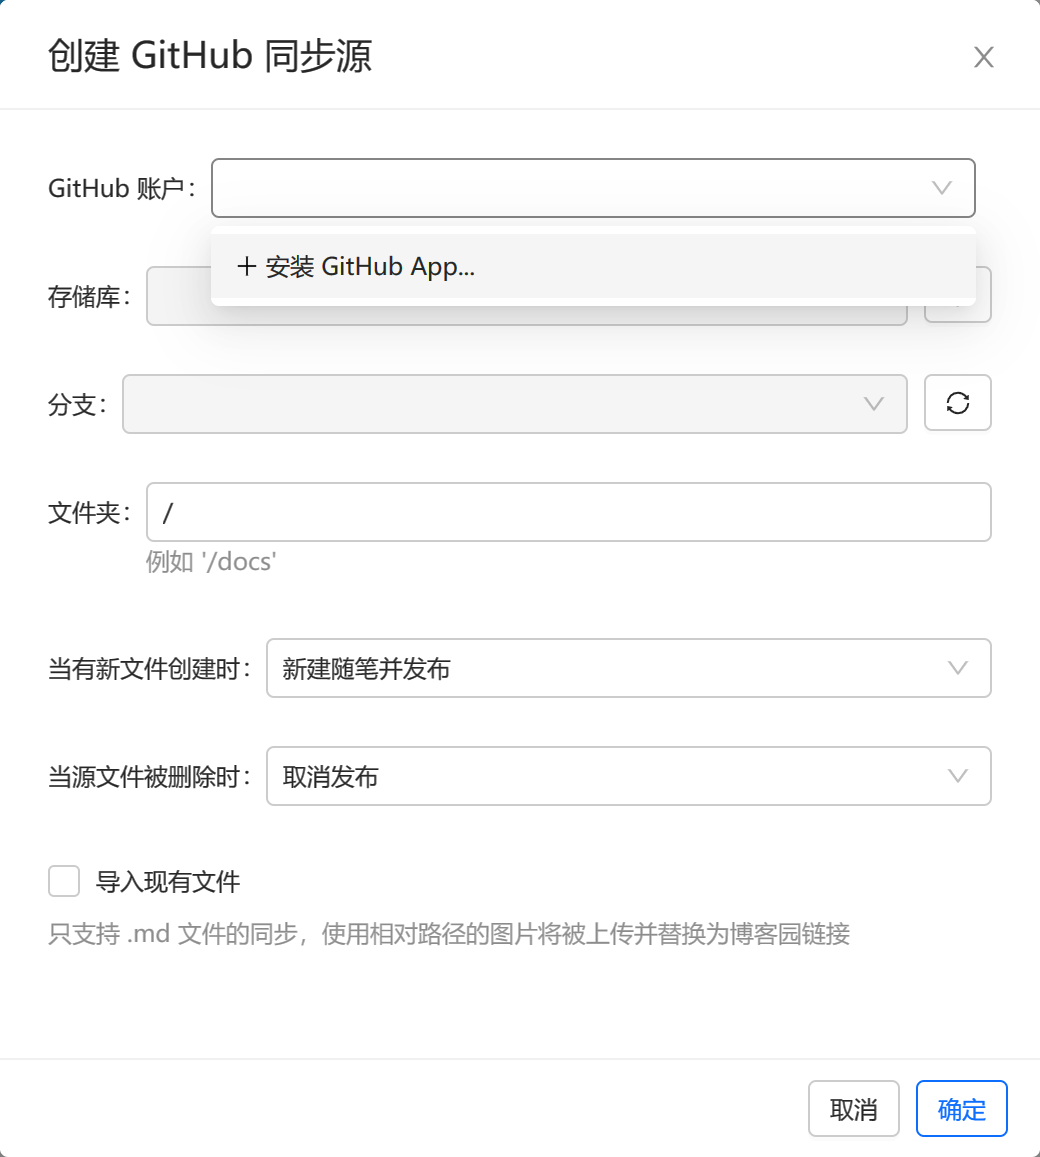 创建 GitHub 同步源
GitHub 账户：
+ 安装 GitHub App...
存储库：
分支：
文件夹： /
例如 '/docs'
当有新文件创建时： 新建随笔并发布
当源文件被删除时： 取消发布
导入现有文件
只支持 .md 文件的同步，使用相对路径的图片将被上传并替换为博客园链接
取消 确定